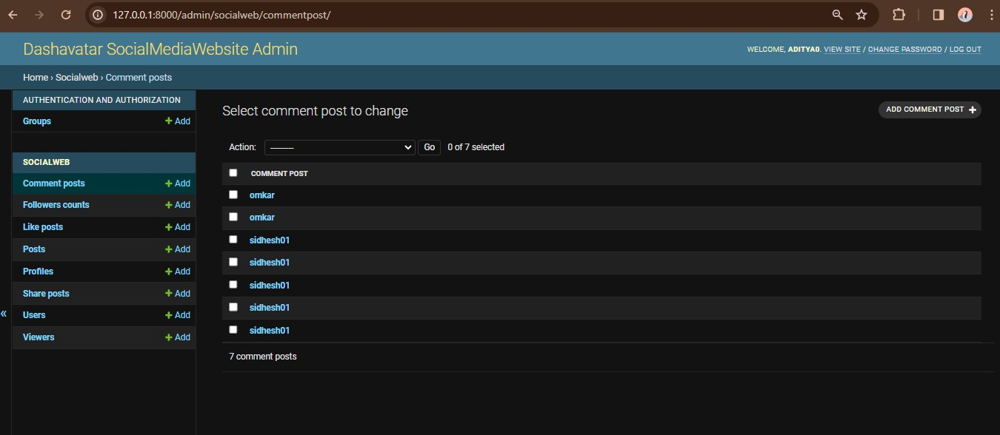 127.0.0.1:8000/admin/socialweb/commentpost/
Dashavatar SocialMediaWebsite Admin
WELCOME, ADITYA0. VIEW SITE / CHANGE PASSWORD / LOG OUT
Home › Socialweb › Comment posts
AUTHENTICATION AND AUTHORIZATION
Groups + Add
SOCIALWEB
Comment posts + Add
Followers counts + Add
Like posts + Add
Posts + Add
Profiles + Add
Share posts + Add
Users + Add
Viewers + Add
«
Select comment post to change
ADD COMMENT POST +
Action: --------- Go 0 of 7 selected
COMMENT POST
omkar
omkar
sidhesh01
sidhesh01
sidhesh01
sidhesh01
sidhesh01
7 comment posts